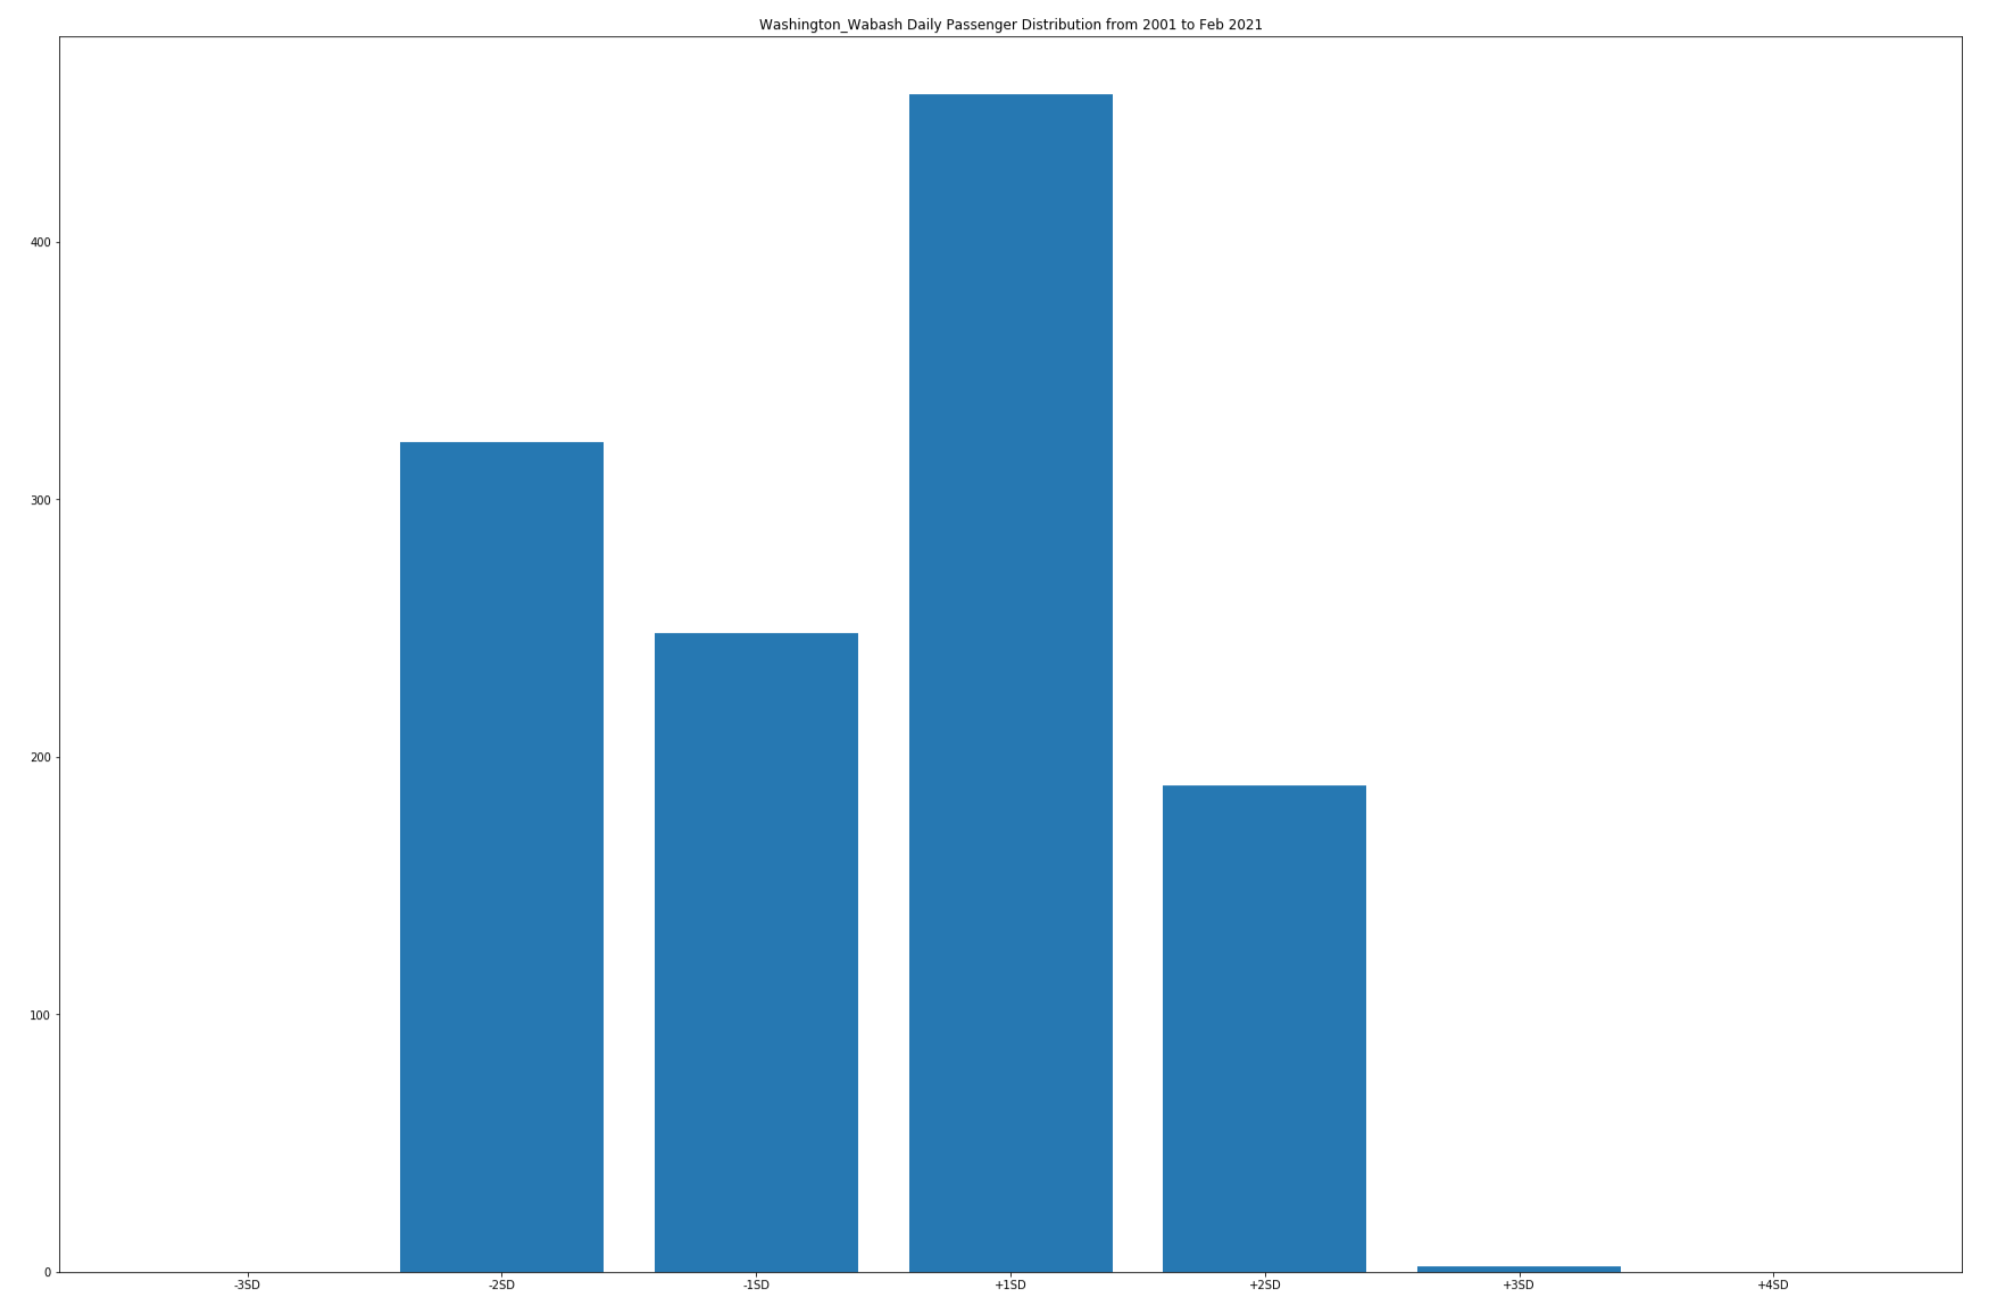 Washington_Wabash Daily Passenger Distribution from 2001 to Feb 2021
400
300
200
100
0
-3SD -2SD -1SD +1SD +2SD +3SD +4SD